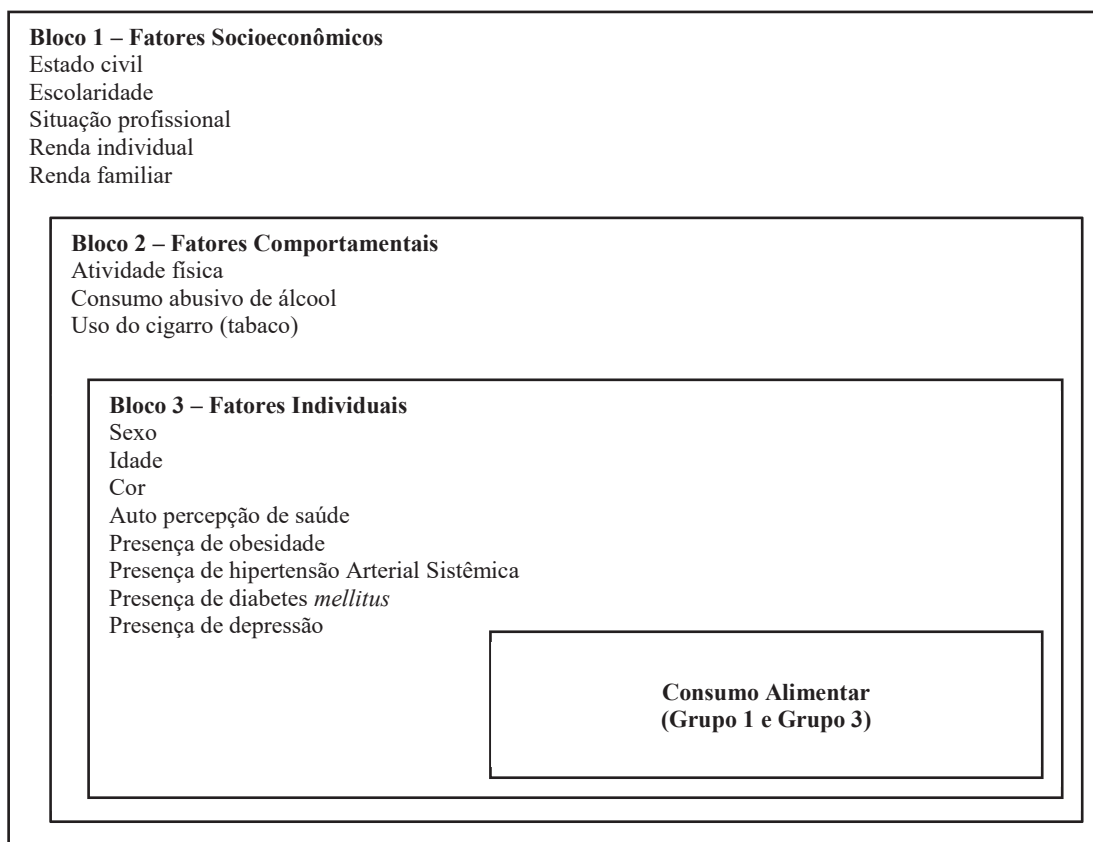 Bloco 1 – Fatores Socioeconômicos
Estado civil
Escolaridade
Situação profissional
Renda individual
Renda familiar
Bloco 2 – Fatores Comportamentais
Atividade física
Consumo abusivo de álcool
Uso do cigarro (tabaco)
Bloco 3 – Fatores Individuais
Sexo
Idade
Cor
Auto percepção de saúde
Presença de obesidade
Presença de hipertensão Arterial Sistêmica
Presença de diabetes mellitus
Presença de depressão
Consumo Alimentar
(Grupo 1 e Grupo 3)